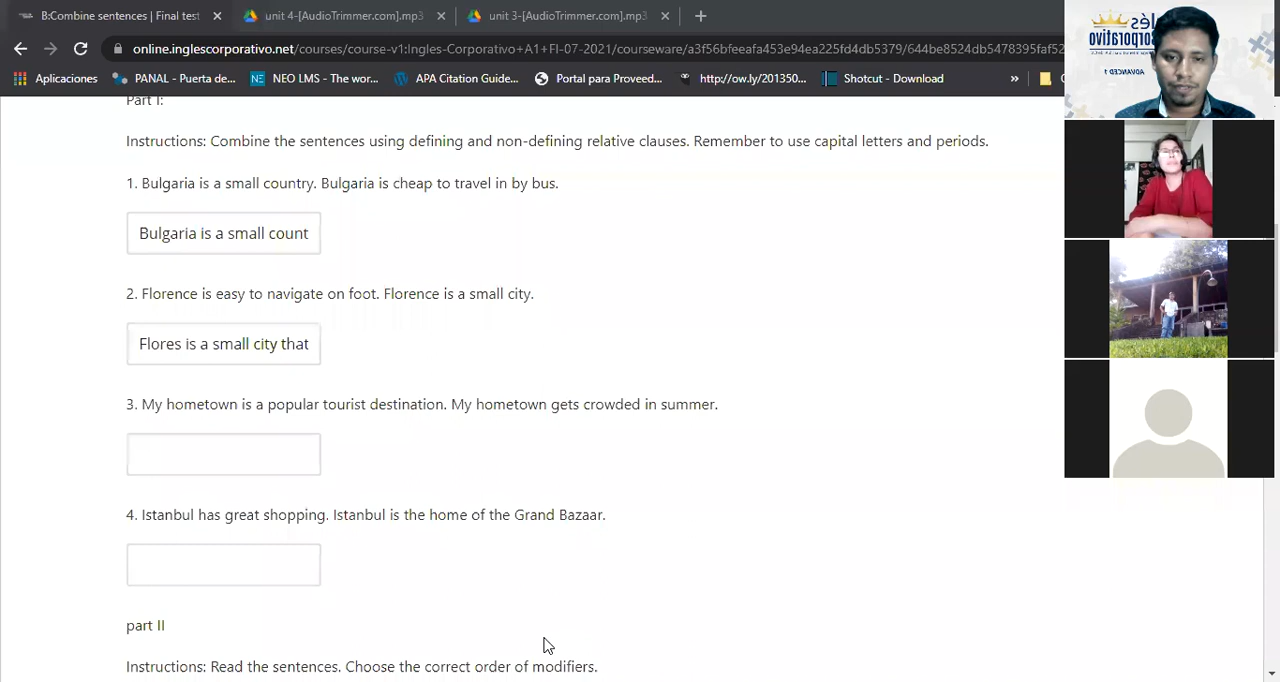 B:Combine sentences | Final test
unit 4-[AudioTrimmer.com].mp3
unit 3-[AudioTrimmer.com].mp3
online.inglescorporativo.net/courses/course-v1:Ingles-Corporativo+A1+FI-07-2021/courseware/a3f56bfeeafa453e94ea225fd4db5379/644be8524db5478395faf52
Aplicaciones
PANAL - Puerta de...
NEO LMS - The wor...
APA Citation Guide...
Portal para Proveed...
http://ow.ly/201350...
Shotcut - Download
»
Part I:
Instructions: Combine the sentences using defining and non-defining relative clauses. Remember to use capital letters and periods.
1. Bulgaria is a small country. Bulgaria is cheap to travel in by bus.
Bulgaria is a small count
2. Florence is easy to navigate on foot. Florence is a small city.
Flores is a small city that
3. My hometown is a popular tourist destination. My hometown gets crowded in summer.
4. Istanbul has great shopping. Istanbul is the home of the Grand Bazaar.
part II
Instructions: Read the sentences. Choose the correct order of modifiers.
ADVANCED 1